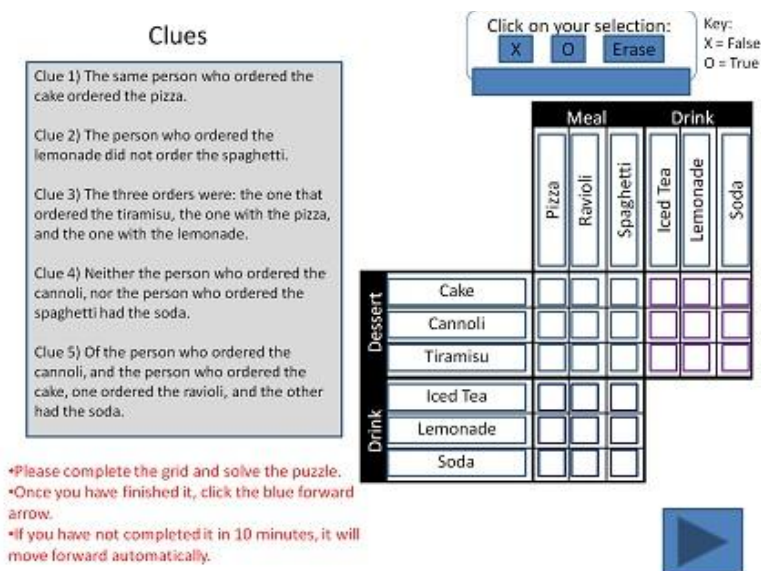 Clues
Clue 1) The same person who ordered the
cake ordered the pizza.
Clue 2) The person who ordered the
lemonade did not order the spaghetti.
Clue 3) The three orders were: the one that
ordered the tiramisu, the one with the pizza,
and the one with the lemonade.
Clue 4) Neither the person who ordered the
cannoli, nor the person who ordered the
spaghetti had the soda.
Clue 5) Of the person who ordered the
cannoli, and the person who ordered the
cake, one ordered the ravioli, and the other
had the soda.
•Please complete the grid and solve the puzzle.
•Once you have finished it, click the blue forward
arrow.
•If you have not completed it in 10 minutes, it will
move forward automatically.
Click on your selection:
X O Erase
Key:
X = False
O = True
Meal Drink
Pizza
Ravioli
Spaghetti
Iced Tea
Lemonade
Soda
Dessert
Cake
Cannoli
Tiramisu
Drink
Iced Tea
Lemonade
Soda